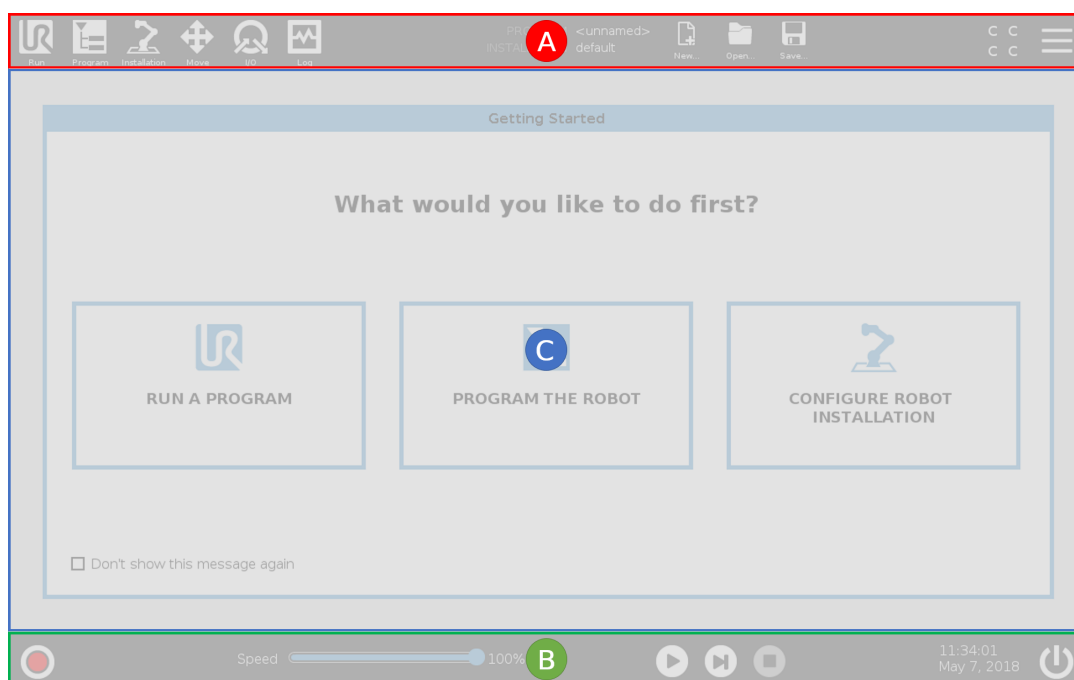 Run Program Installation Move I/O Log
PR A <unnamed> New... Open... Save...
INSTAL default
C C
C C
Getting Started
What would you like to do first?
C
RUN A PROGRAM PROGRAM THE ROBOT CONFIGURE ROBOT
INSTALLATION
Don't show this message again
Speed 100% B 11:34:01
May 7, 2018